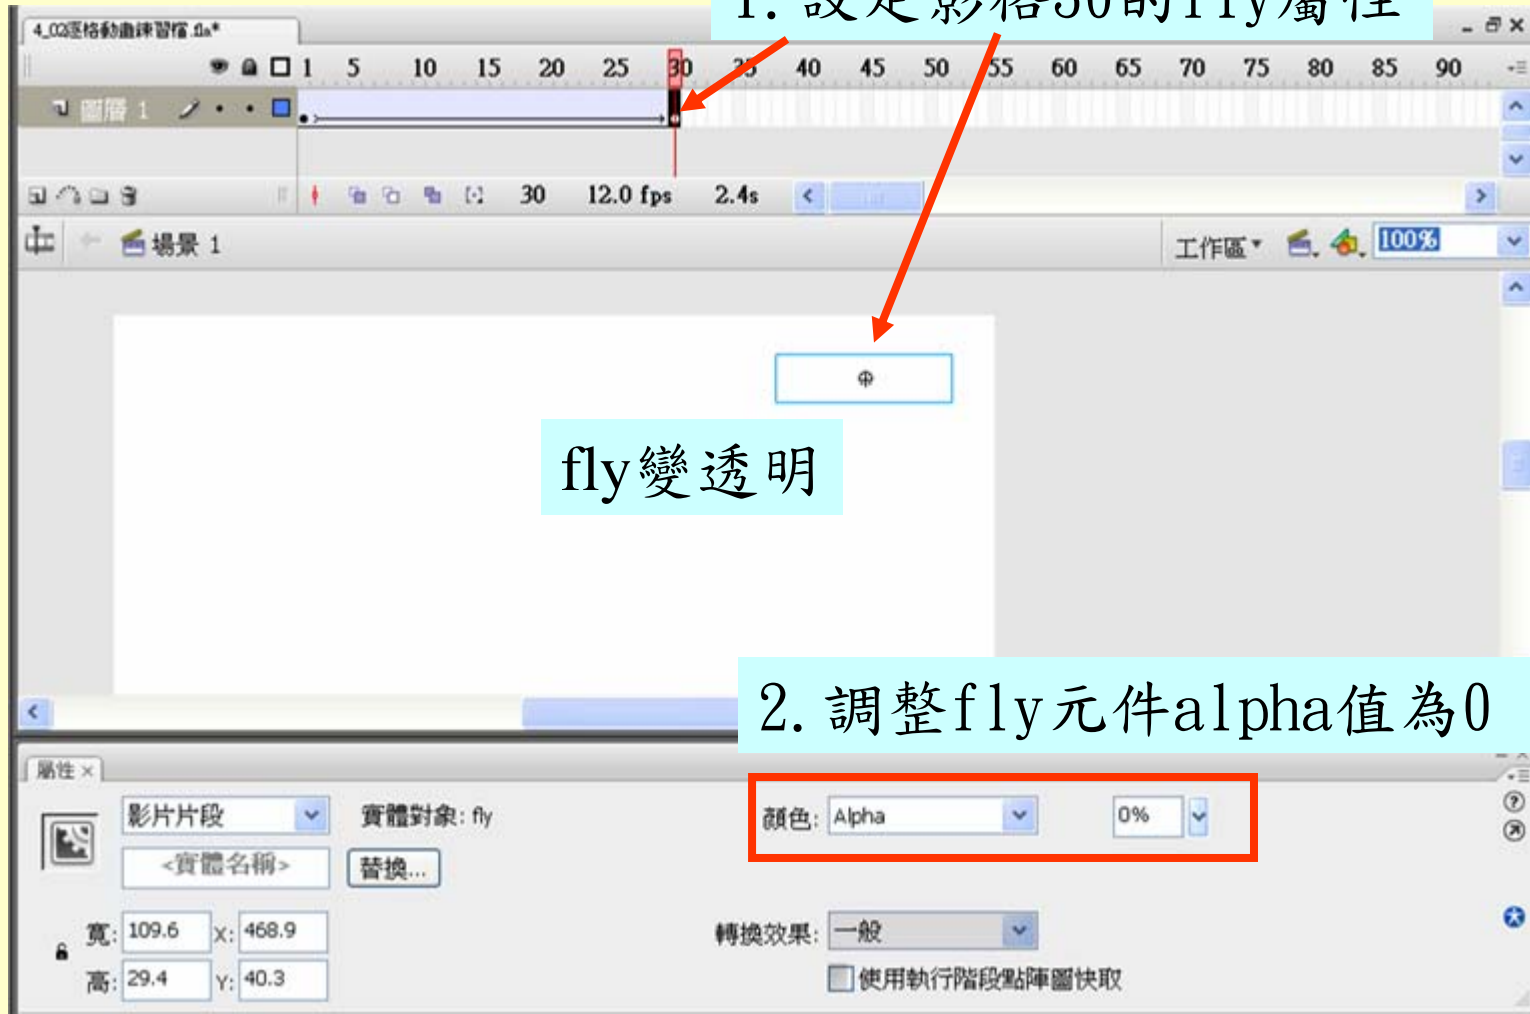 1. 設定影格30的fly屬性
4_02逐格動畫練習檔.fla*
1 5 10 15 20 25 30 35 40 45 50 55 60 65 70 75 80 85 90
圖層 1
30 12.0 fps 2.4s
場景 1
工作區 100%
fly變透明
2. 調整fly元件alpha值為0
屬性
影片片段 實體對象: fly 顏色: Alpha 0%
<實體名稱> 替換...
寬: 109.6 X: 468.9 轉換效果: 一般
高: 29.4 Y: 40.3 使用執行階段點陣圖快取